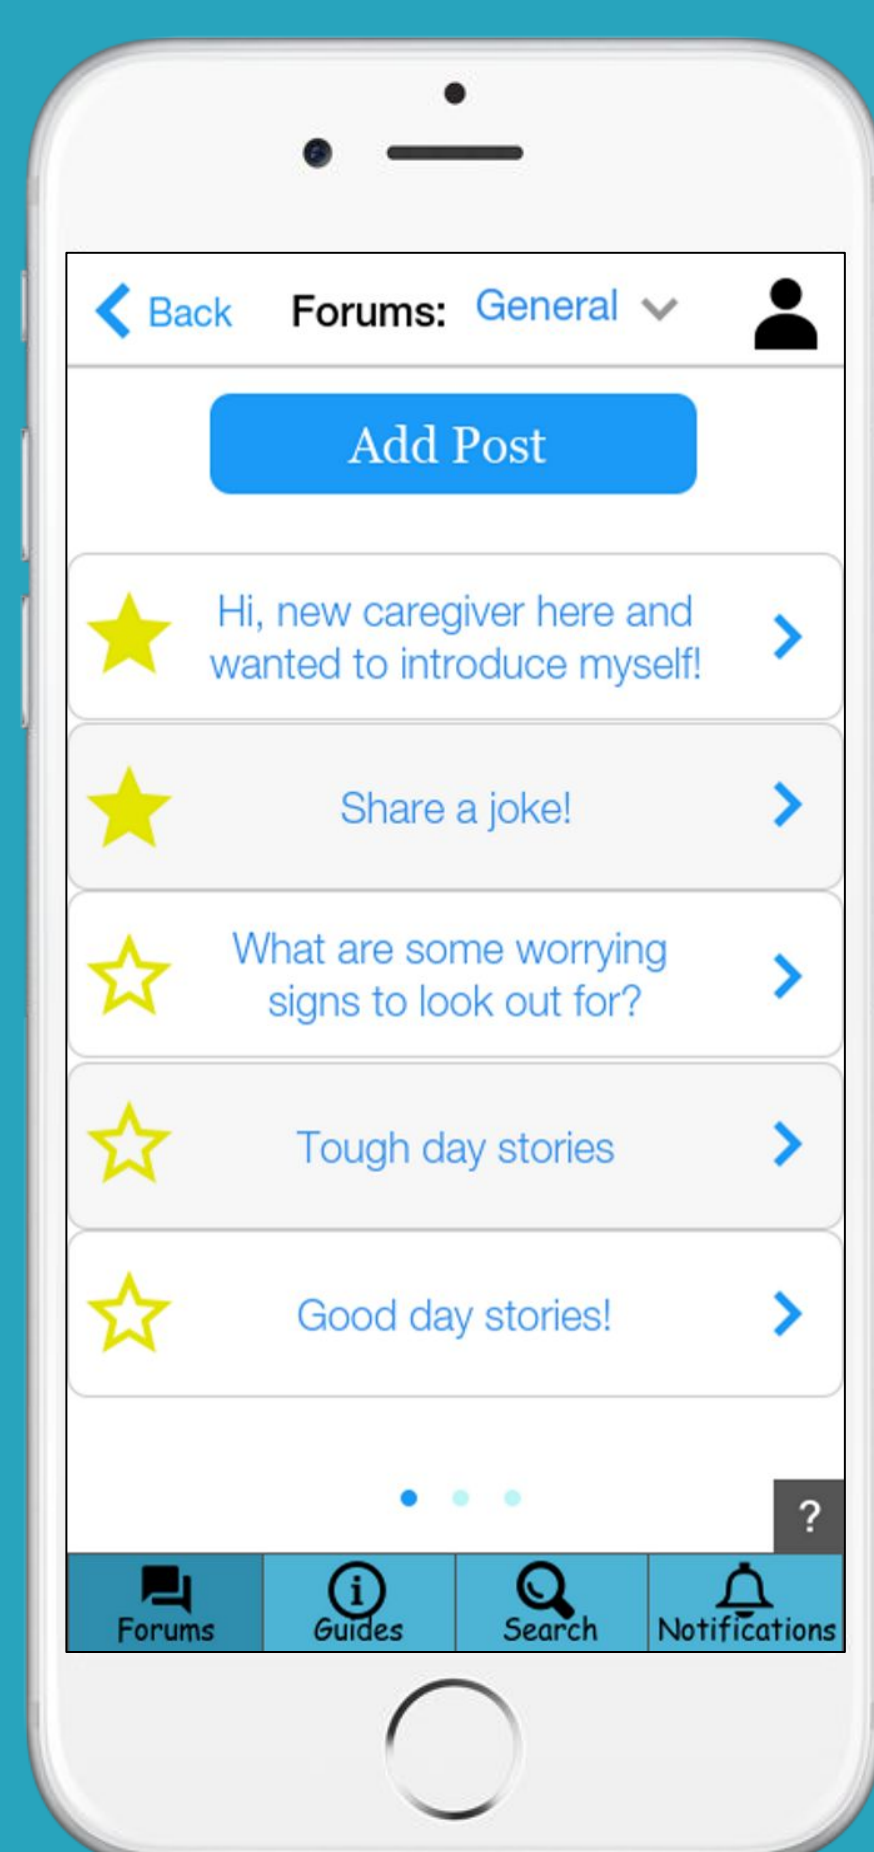 Back Forums: General
Add Post
Hi, new caregiver here and
wanted to introduce myself!
Share a joke!
What are some worrying
signs to look out for?
Tough day stories
Good day stories!
?
Forums Guides Search Notifications